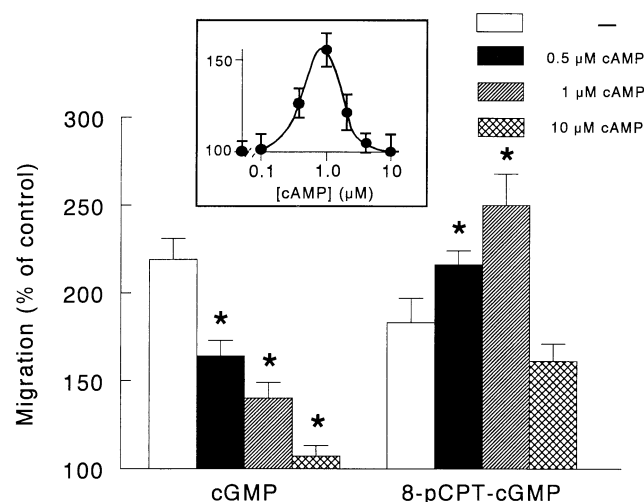 —
0.5 µM cAMP
1 µM cAMP
10 µM cAMP
150
100
0.1 1.0 10
[cAMP] (µM)
300
250
200
150
100
Migration (% of control)
* * *
* *
cGMP 8-pCPT-cGMP